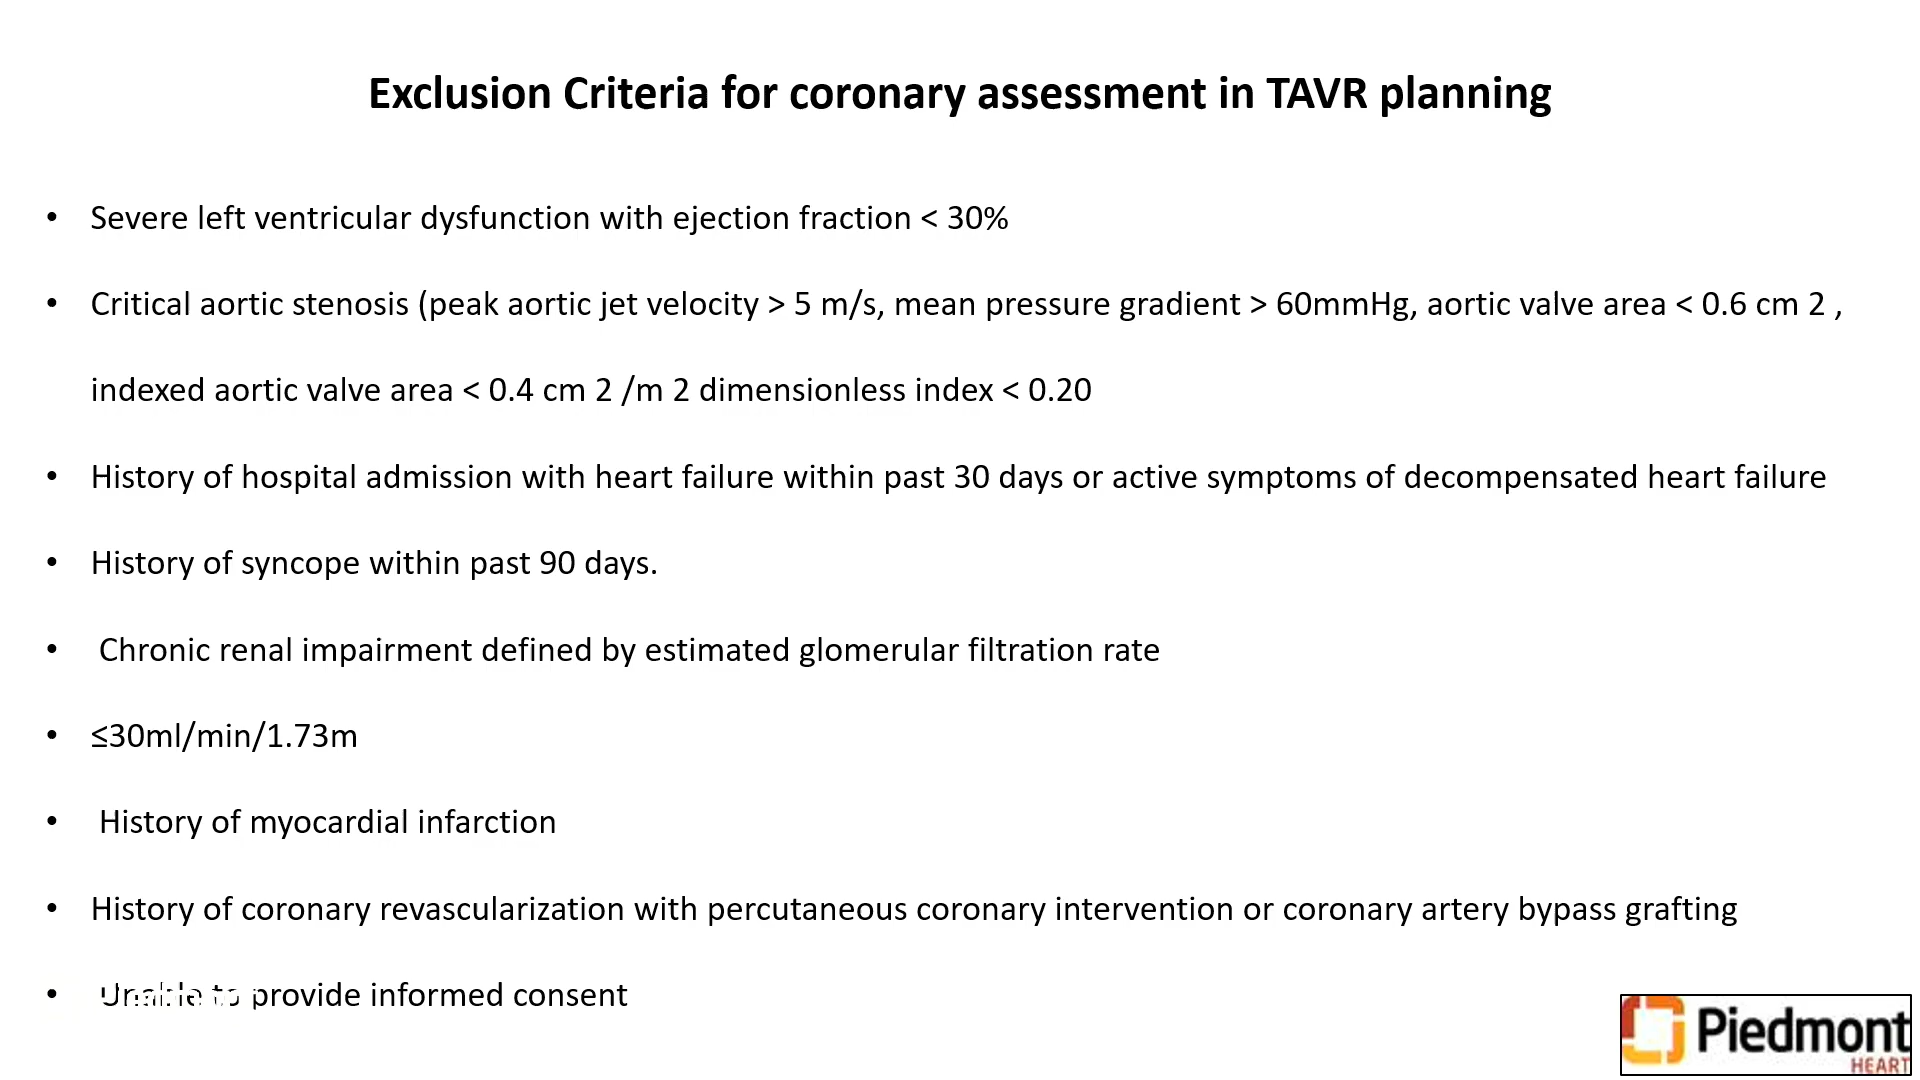 Exclusion Criteria for coronary assessment in TAVR planning
• Severe left ventricular dysfunction with ejection fraction < 30%
• Critical aortic stenosis (peak aortic jet velocity > 5 m/s, mean pressure gradient > 60mmHg, aortic valve area < 0.6 cm 2 ,
indexed aortic valve area < 0.4 cm 2 /m 2 dimensionless index < 0.20
• History of hospital admission with heart failure within past 30 days or active symptoms of decompensated heart failure
• History of syncope within past 90 days.
• Chronic renal impairment defined by estimated glomerular filtration rate
• ≤30ml/min/1.73m
• History of myocardial infarction
• History of coronary revascularization with percutaneous coronary intervention or coronary artery bypass grafting
• Unable to provide informed consent
Piedmont
HEART